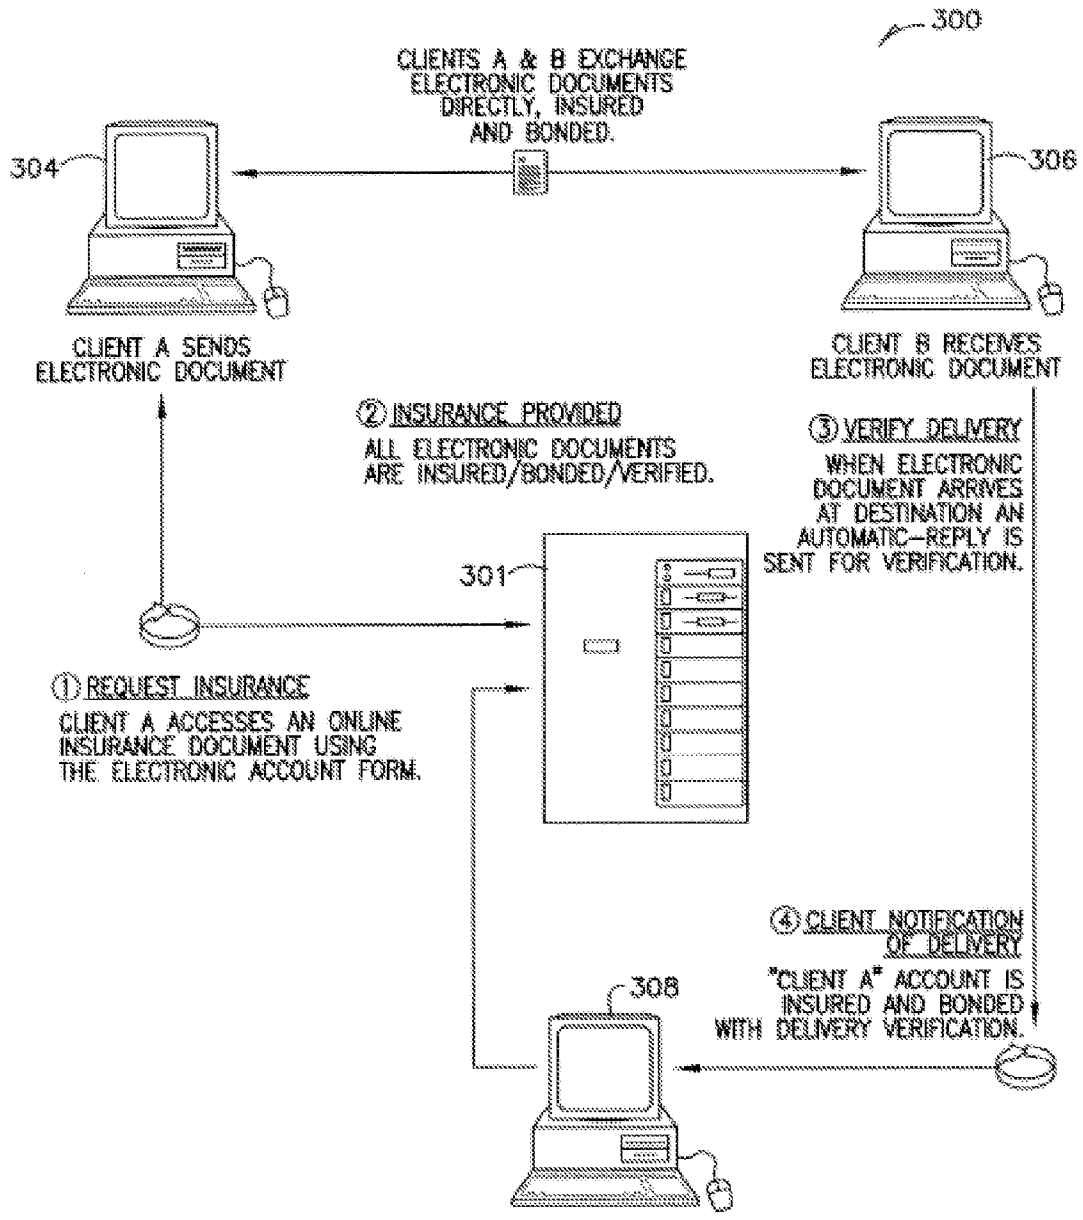 300
CLIENTS A & B EXCHANGE
ELECTRONIC DOCUMENTS
DIRECTLY, INSURED
AND BONDED.
304
306
CLIENT A SENDS
ELECTRONIC DOCUMENT
CLIENT B RECEIVES
ELECTRONIC DOCUMENT
② INSURANCE PROVIDED
ALL ELECTRONIC DOCUMENTS
ARE INSURED/BONDED/VERIFIED.
③ VERIFY DELIVERY
WHEN ELECTRONIC
DOCUMENT ARRIVES
AT DESTINATION AN
AUTOMATIC-REPLY IS
SENT FOR VERIFICATION.
301
① REQUEST INSURANCE
CLIENT A ACCESSES AN ONLINE
INSURANCE DOCUMENT USING
THE ELECTRONIC ACCOUNT FORM.
④ CLIENT NOTIFICATION
OF DELIVERY
"CLIENT A" ACCOUNT IS
INSURED AND BONDED
WITH DELIVERY VERIFICATION.
308